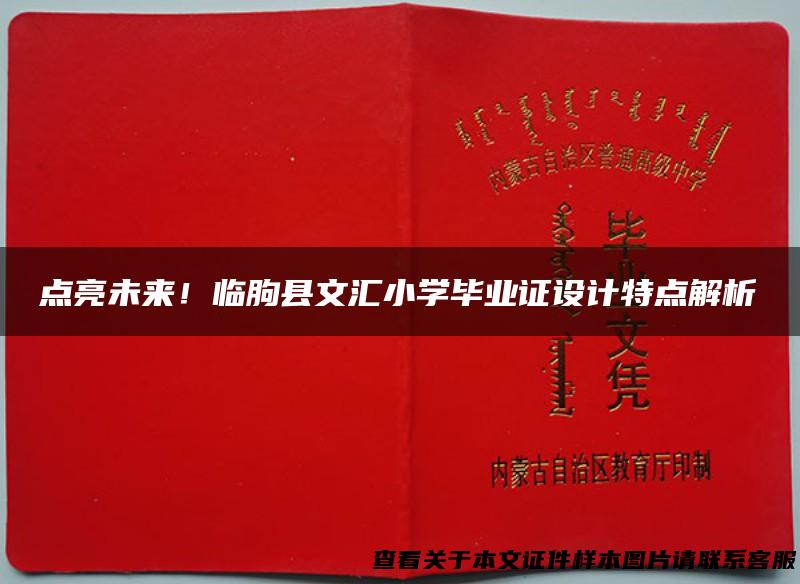 内蒙古自治区普通高级中学
点亮未来！临朐县文汇小学毕业证设计特点解析
毕业文凭
内蒙古自治区教育厅印制
查看关于本文证件样本图片请联系客服